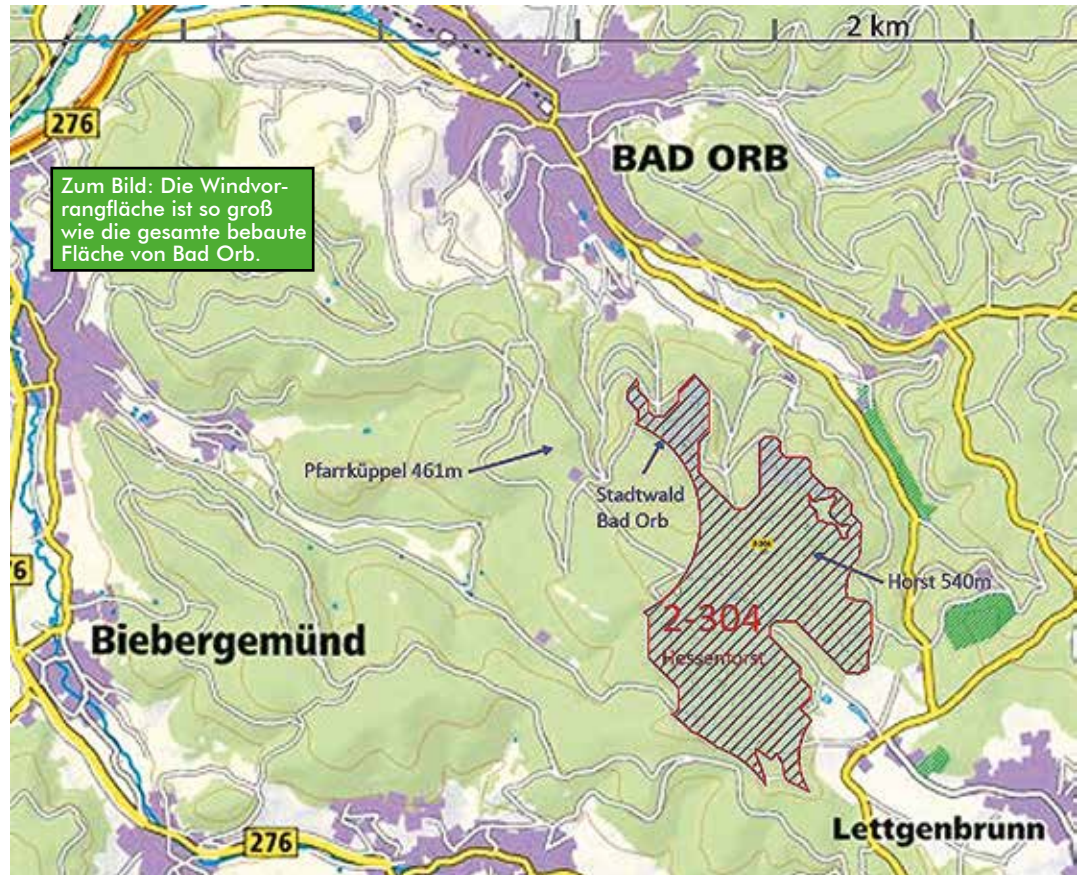 2 km
276
BAD ORB
Zum Bild: Die Windvor-
rangfläche ist so groß
wie die gesamte bebaute
Fläche von Bad Orb.
Pfarrküppel 461m
Stadtwald
Bad Orb
Horst 540m
2-304
Hessenforst
6
Biebergemünd
276
Lettgenbrunn